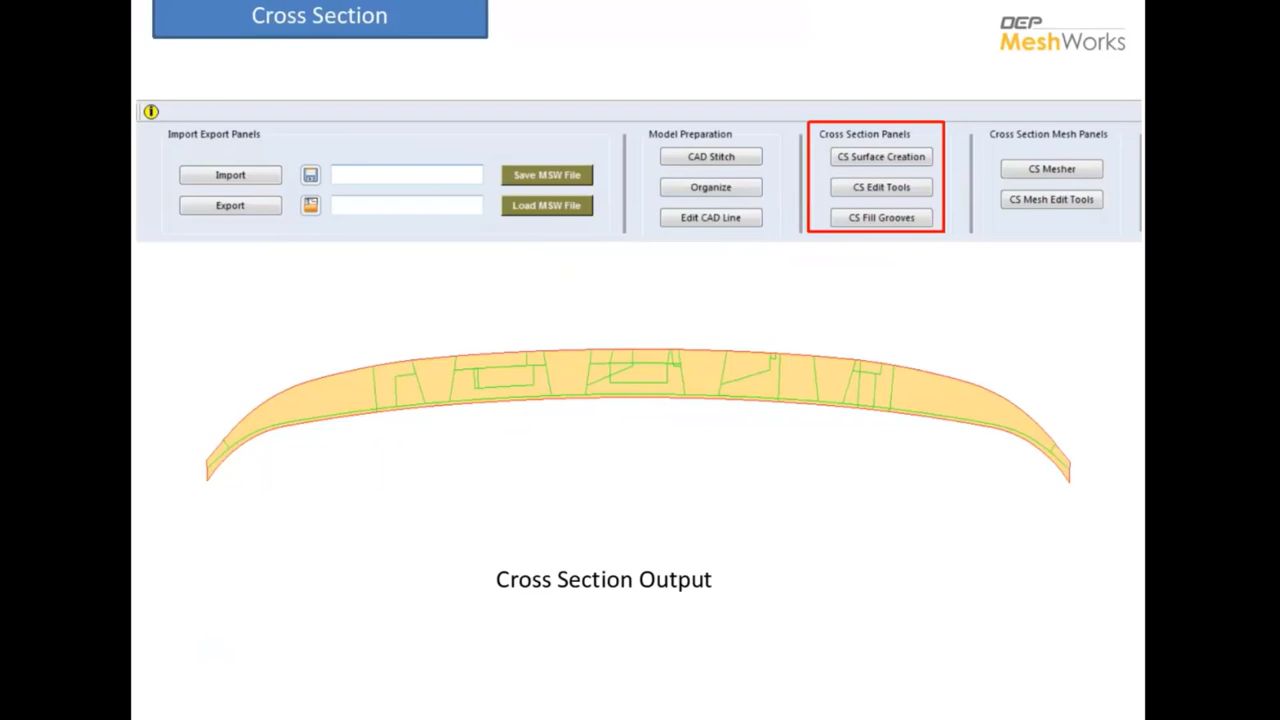 Cross Section
DEP
MeshWorks
Import Export Panels
Import
Save MSW File
Export
Load MSW File
Model Preparation
CAD Stitch
Organize
Edit CAD Line
Cross Section Panels
CS Surface Creation
CS Edit Tools
CS Fill Grooves
Cross Section Mesh Panels
CS Mesher
CS Mesh Edit Tools
Cross Section Output